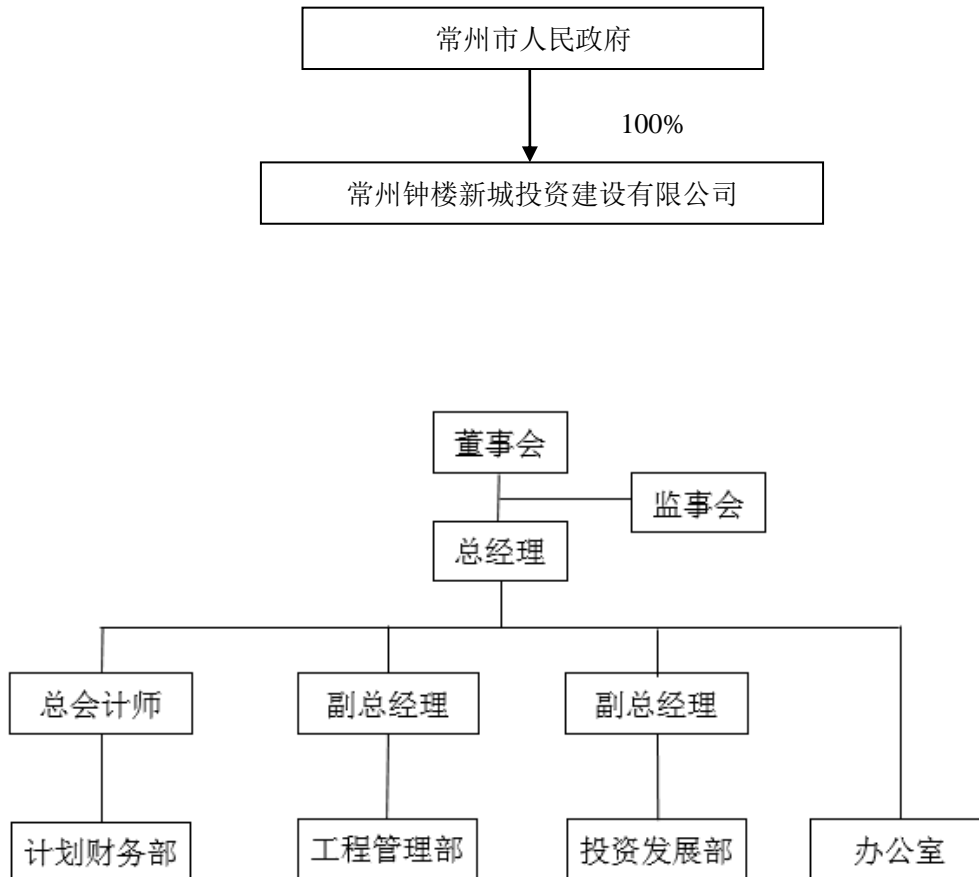 常州市人民政府
100%
常州钟楼新城投资建设有限公司
董事会
监事会
总经理
总会计师
副总经理
副总经理
计划财务部
工程管理部
投资发展部
办公室